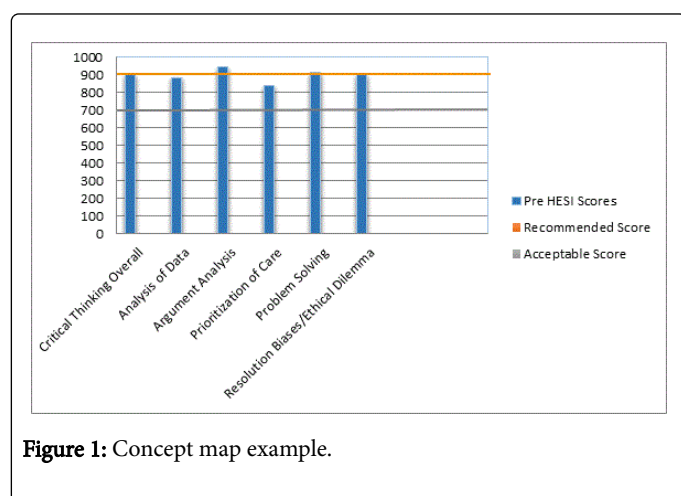 1000
900
800
700
600
500
400
300
200
100
0
Critical Thinking Overall
Analysis of Data
Argument Analysis
Prioritization of Care
Problem Solving
Resolution Biases/Ethical Dilemma
Pre HESI Scores
Recommended Score
Acceptable Score
Figure 1: Concept map example.